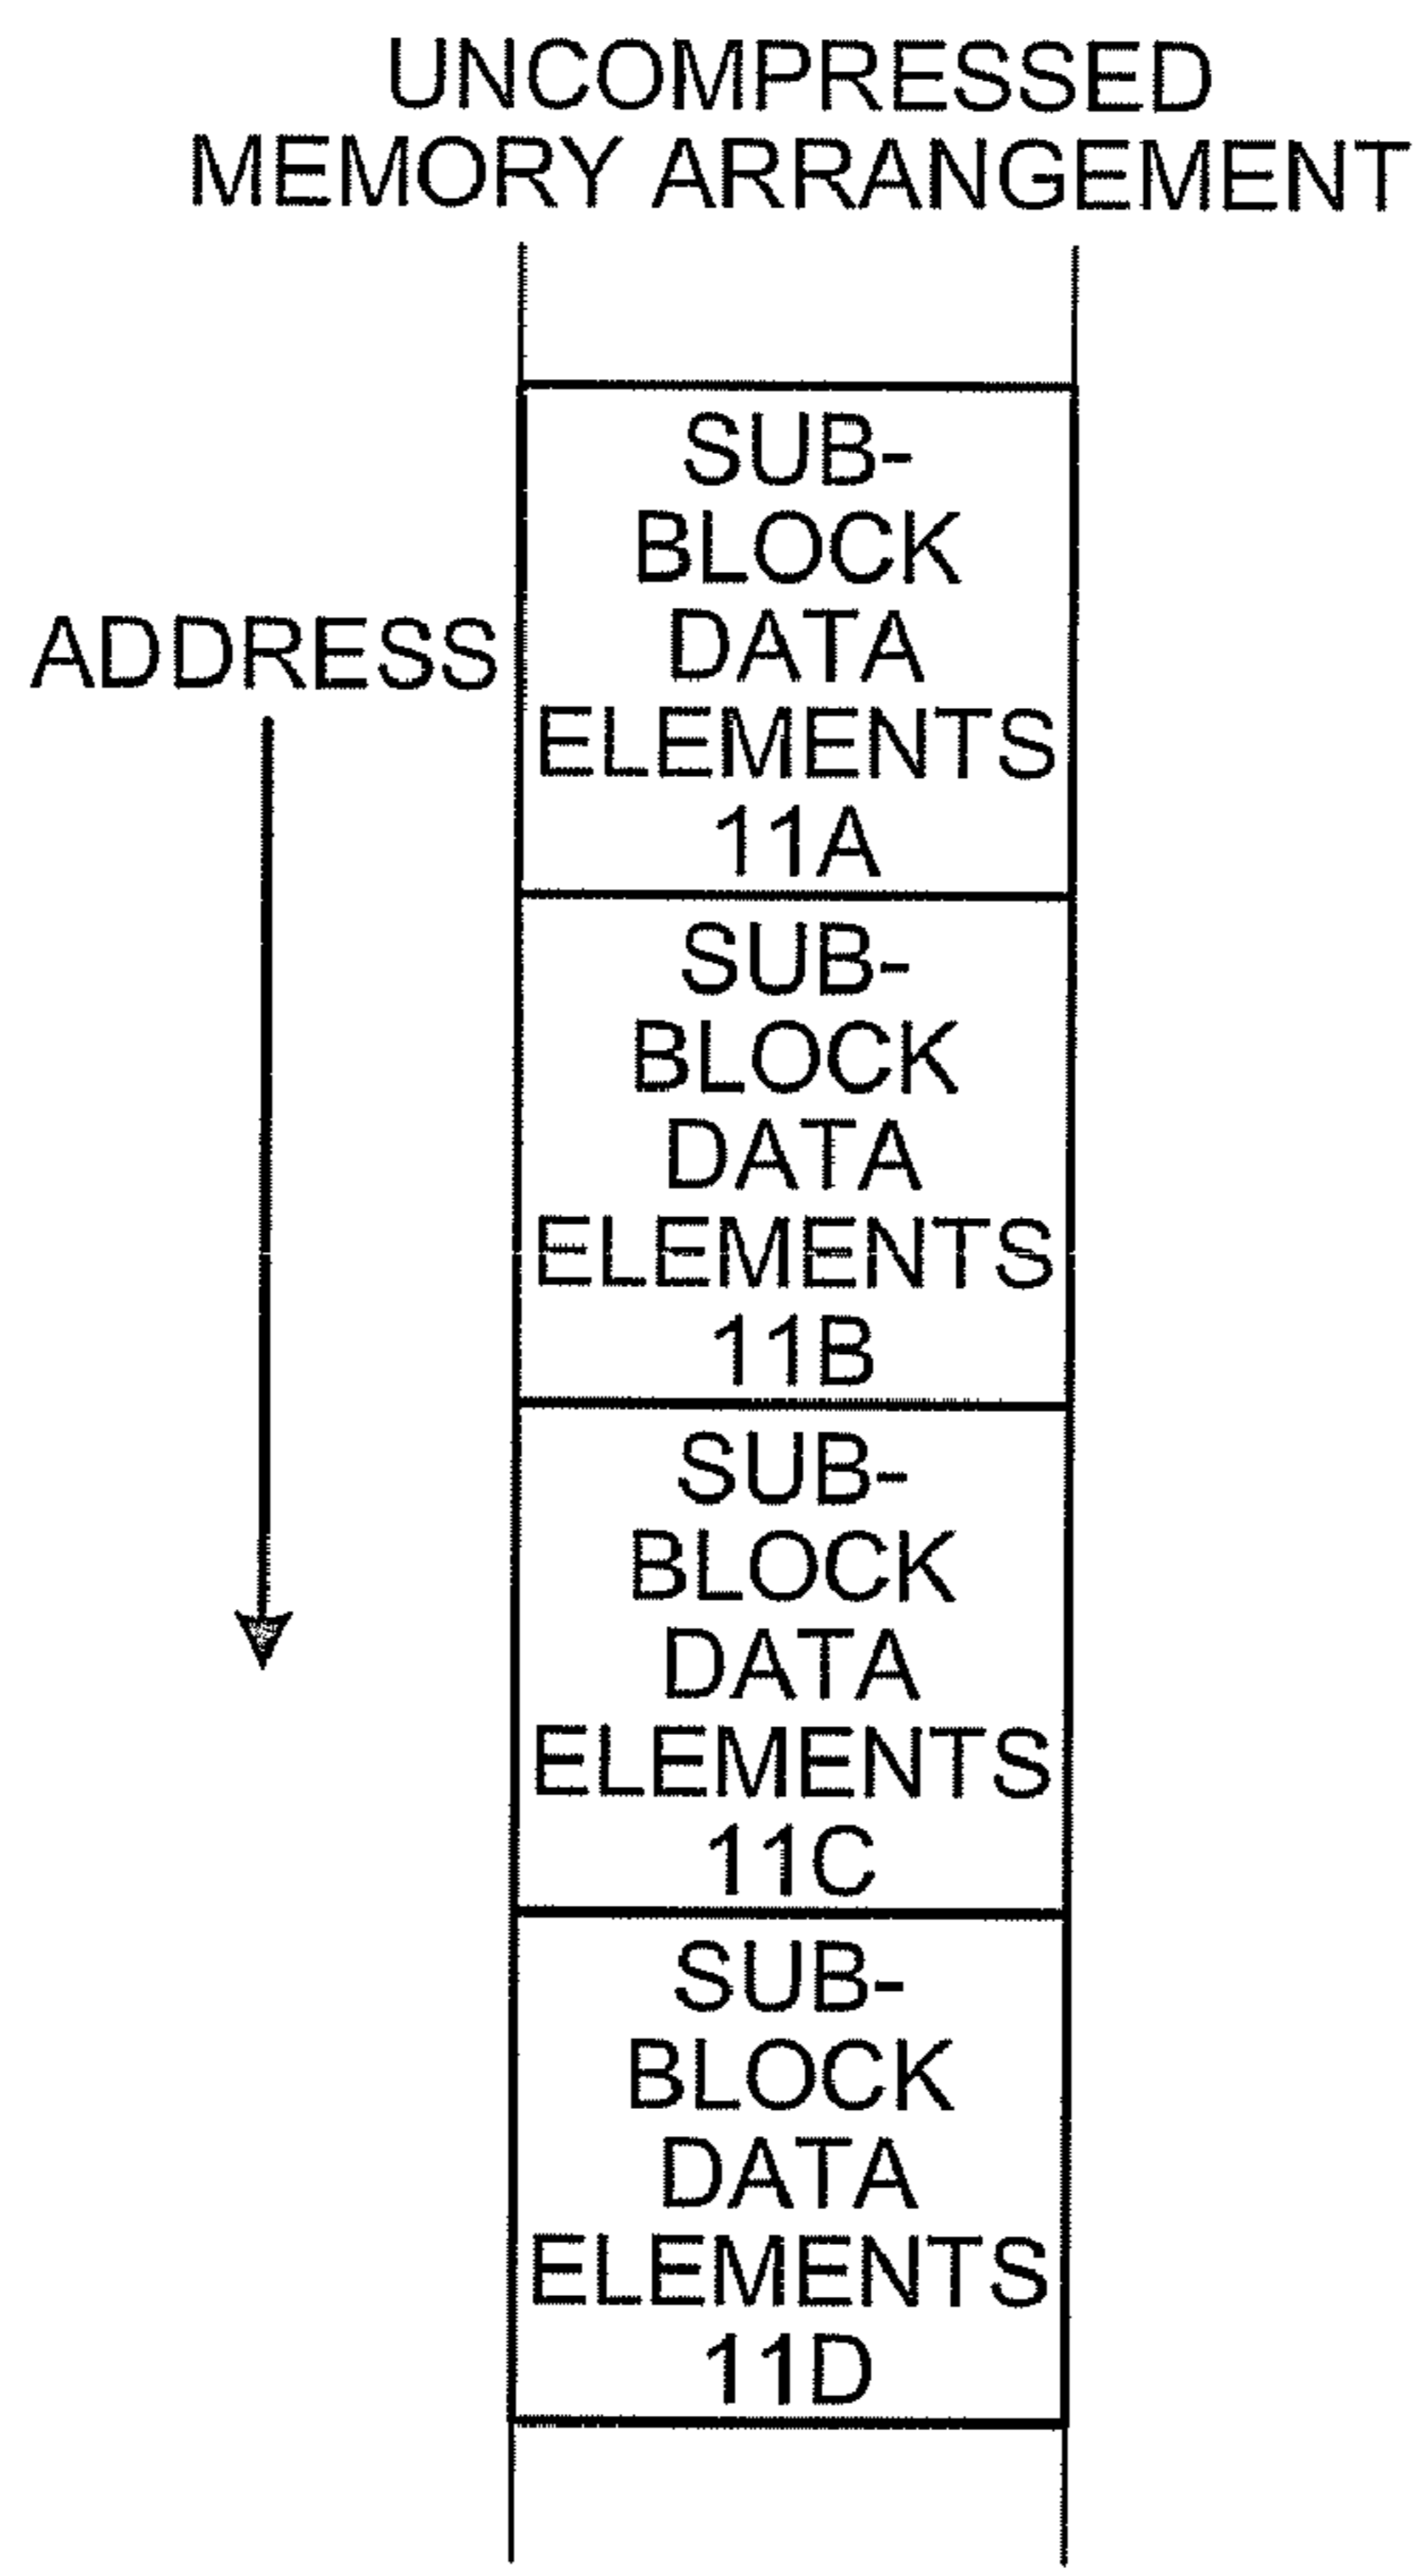 UNCOMPRESSED
MEMORY ARRANGEMENT
SUB-
BLOCK
DATA
ELEMENTS
11A
ADDRESS
SUB-
BLOCK
DATA
ELEMENTS
11B
SUB-
BLOCK
DATA
ELEMENTS
11C
SUB-
BLOCK
DATA
ELEMENTS
11D